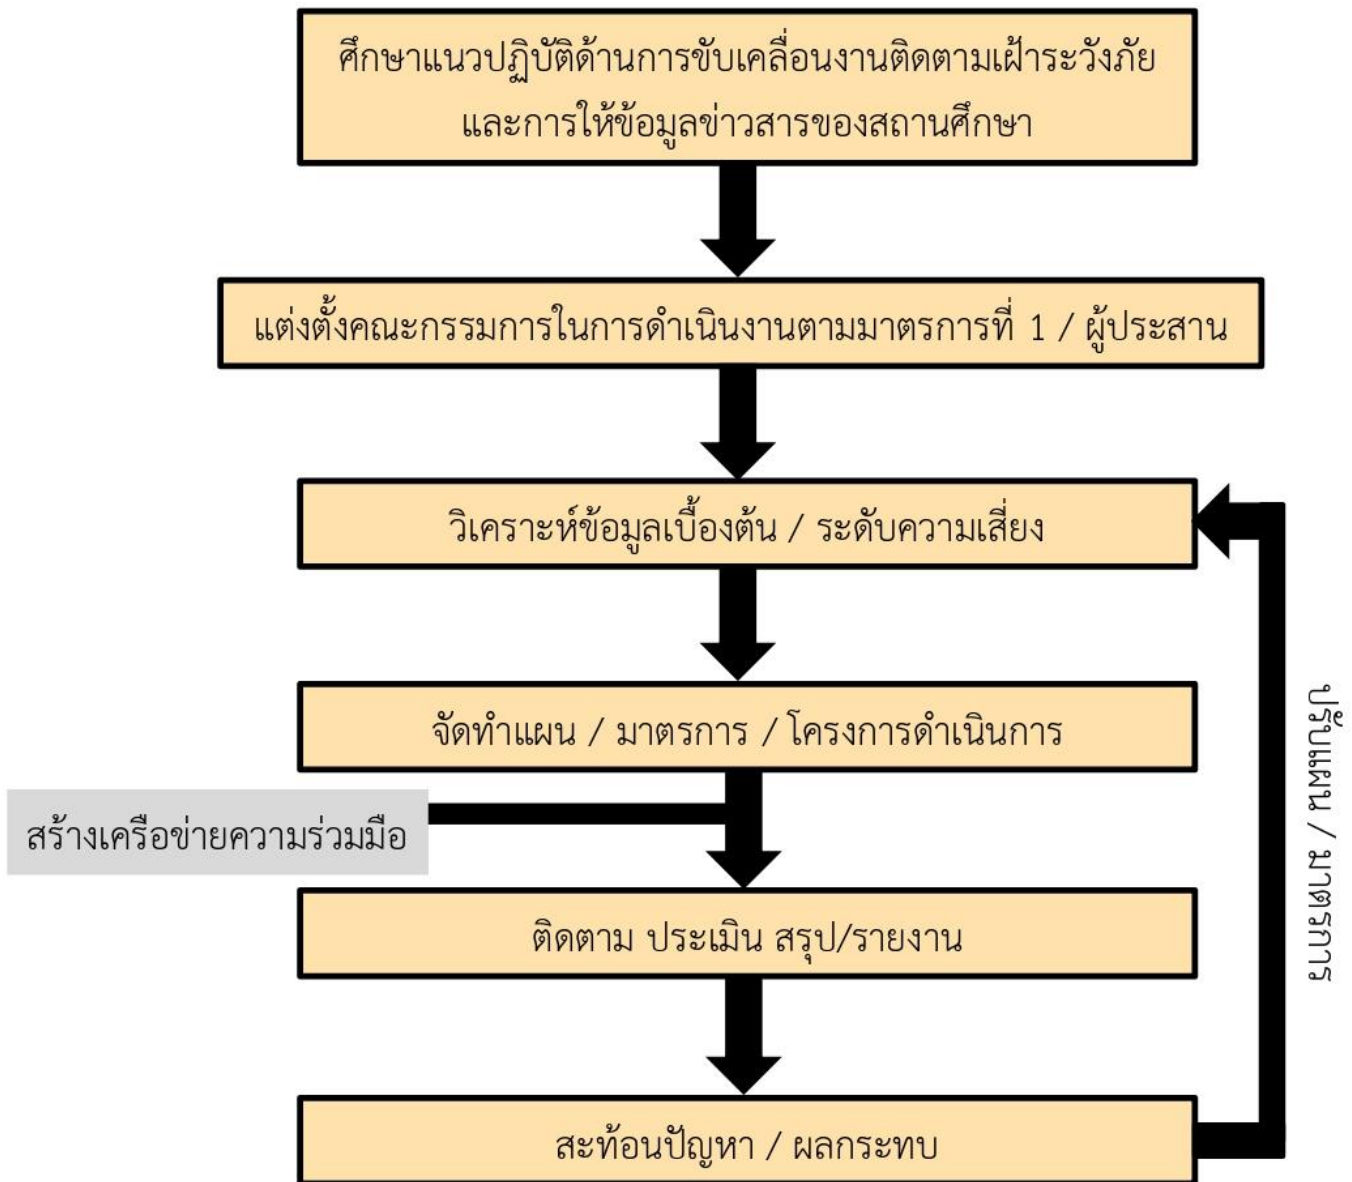 ศึกษาแนวปฏิบัติด้านการขับเคลื่อนงานติดตามเฝ้าระวังภัย
และการให้ข้อมูลข่าวสารของสถานศึกษา
แต่งตั้งคณะกรรมการในการดำเนินงานตามมาตรการที่ 1 / ผู้ประสาน
วิเคราะห์ข้อมูลเบื้องต้น / ระดับความเสี่ยง
จัดทำแผน / มาตรการ / โครงการดำเนินการ
สร้างเครือข่ายความร่วมมือ
ติดตาม ประเมิน สรุป/รายงาน
สะท้อนปัญหา / ผลกระทบ
ปรับแผน / มาตรการ